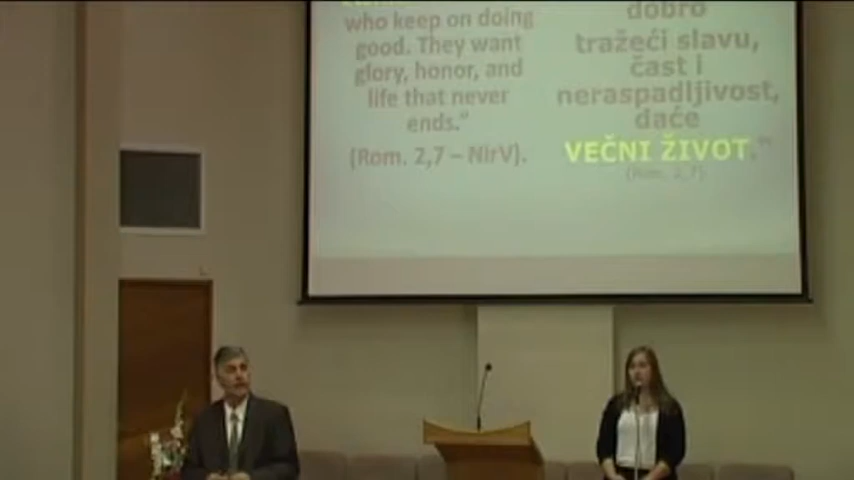 who keep on doing
good. They want
glory, honor, and
life that never
ends."
(Rom. 2,7 – NirV).
dobro
tražeći slavu,
čast i
neraspadljivost,
daće
VEČNI ŽIVOT."
(Rim. 2,7)